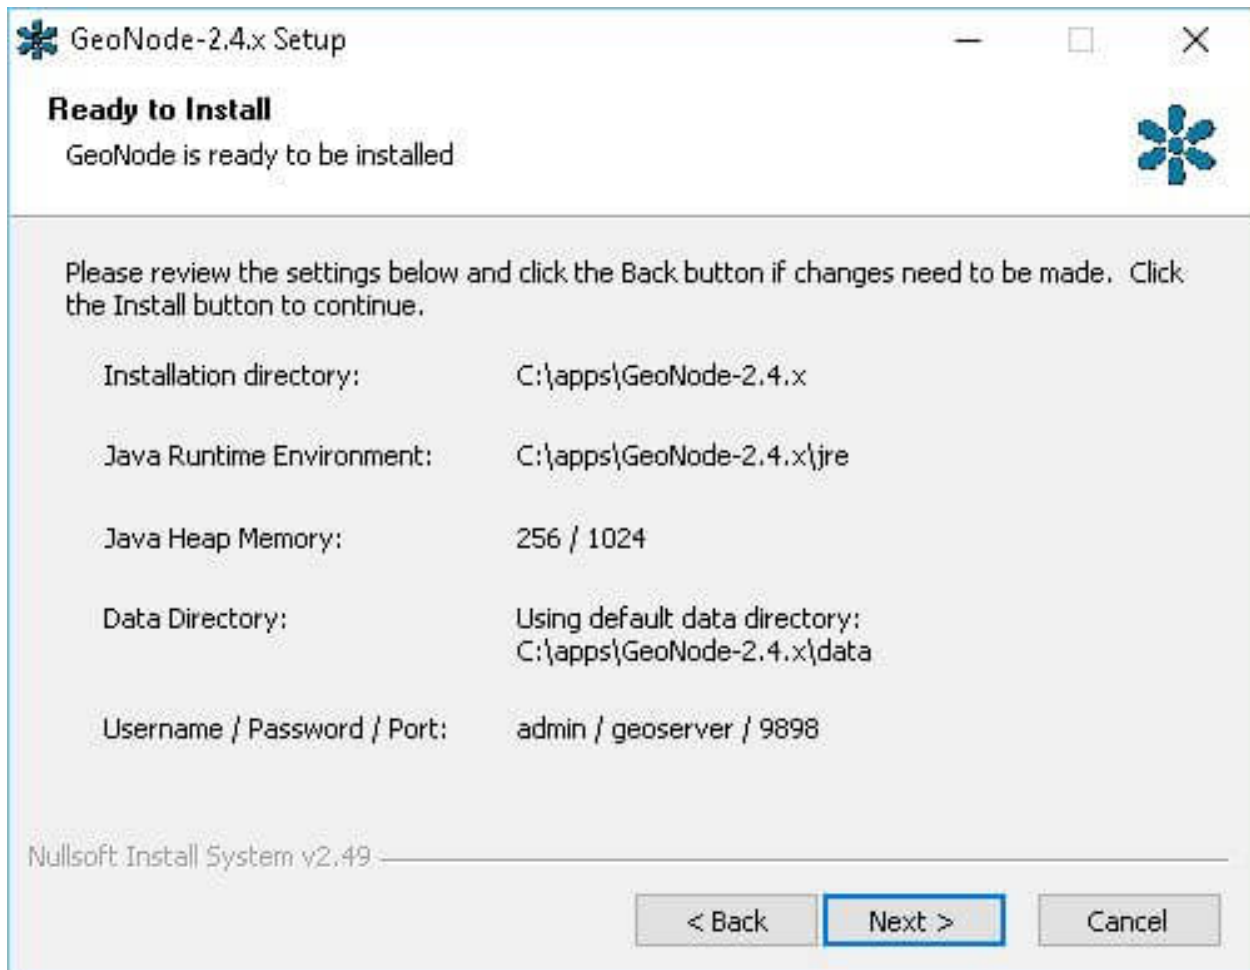 GeoNode-2.4.x Setup
Ready to Install
GeoNode is ready to be installed
Please review the settings below and click the Back button if changes need to be made. Click
the Install button to continue.
Installation directory: C:\apps\GeoNode-2.4.x
Java Runtime Environment: C:\apps\GeoNode-2.4.x\jre
Java Heap Memory: 256 / 1024
Data Directory: Using default data directory:
C:\apps\GeoNode-2.4.x\data
Username / Password / Port: admin / geoserver / 9898
Nullsoft Install System v2.49
< Back Next > Cancel